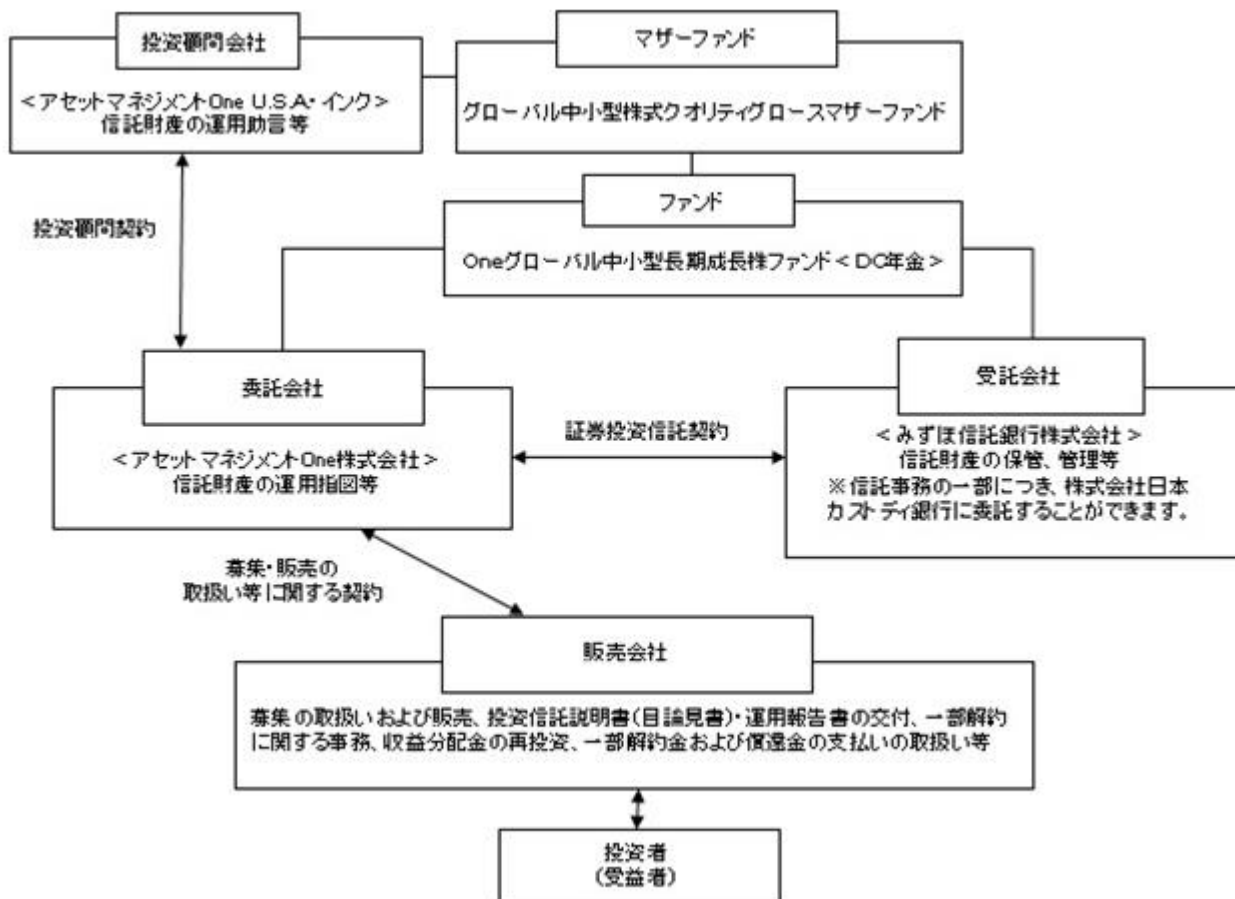 投資顧問会社
<アセットマネジメントOne U.S.A・インク>
信託財産の運用助言等
マザーファンド
グローバル中小型株式クオリティグロースマザーファンド
ファンド
Oneグローバル中小型長期成長株ファンド<DC年金>
投資顧問契約
委託会社
<アセットマネジメントOne株式会社>
信託財産の運用指図等
証券投資信託契約
受託会社
<みずほ信託銀行株式会社>
信託財産の保管、管理等
※信託事務の一部につき、株式会社日本
カストディ銀行に委託することができます。
募集・販売の
取扱い等に関する契約
販売会社
募集の取扱いおよび販売、投資信託説明書(目論見書)・運用報告書の交付、一部解約
に関する事務、収益分配金の再投資、一部解約金および償還金の支払いの取扱い等
投資者
(受益者)